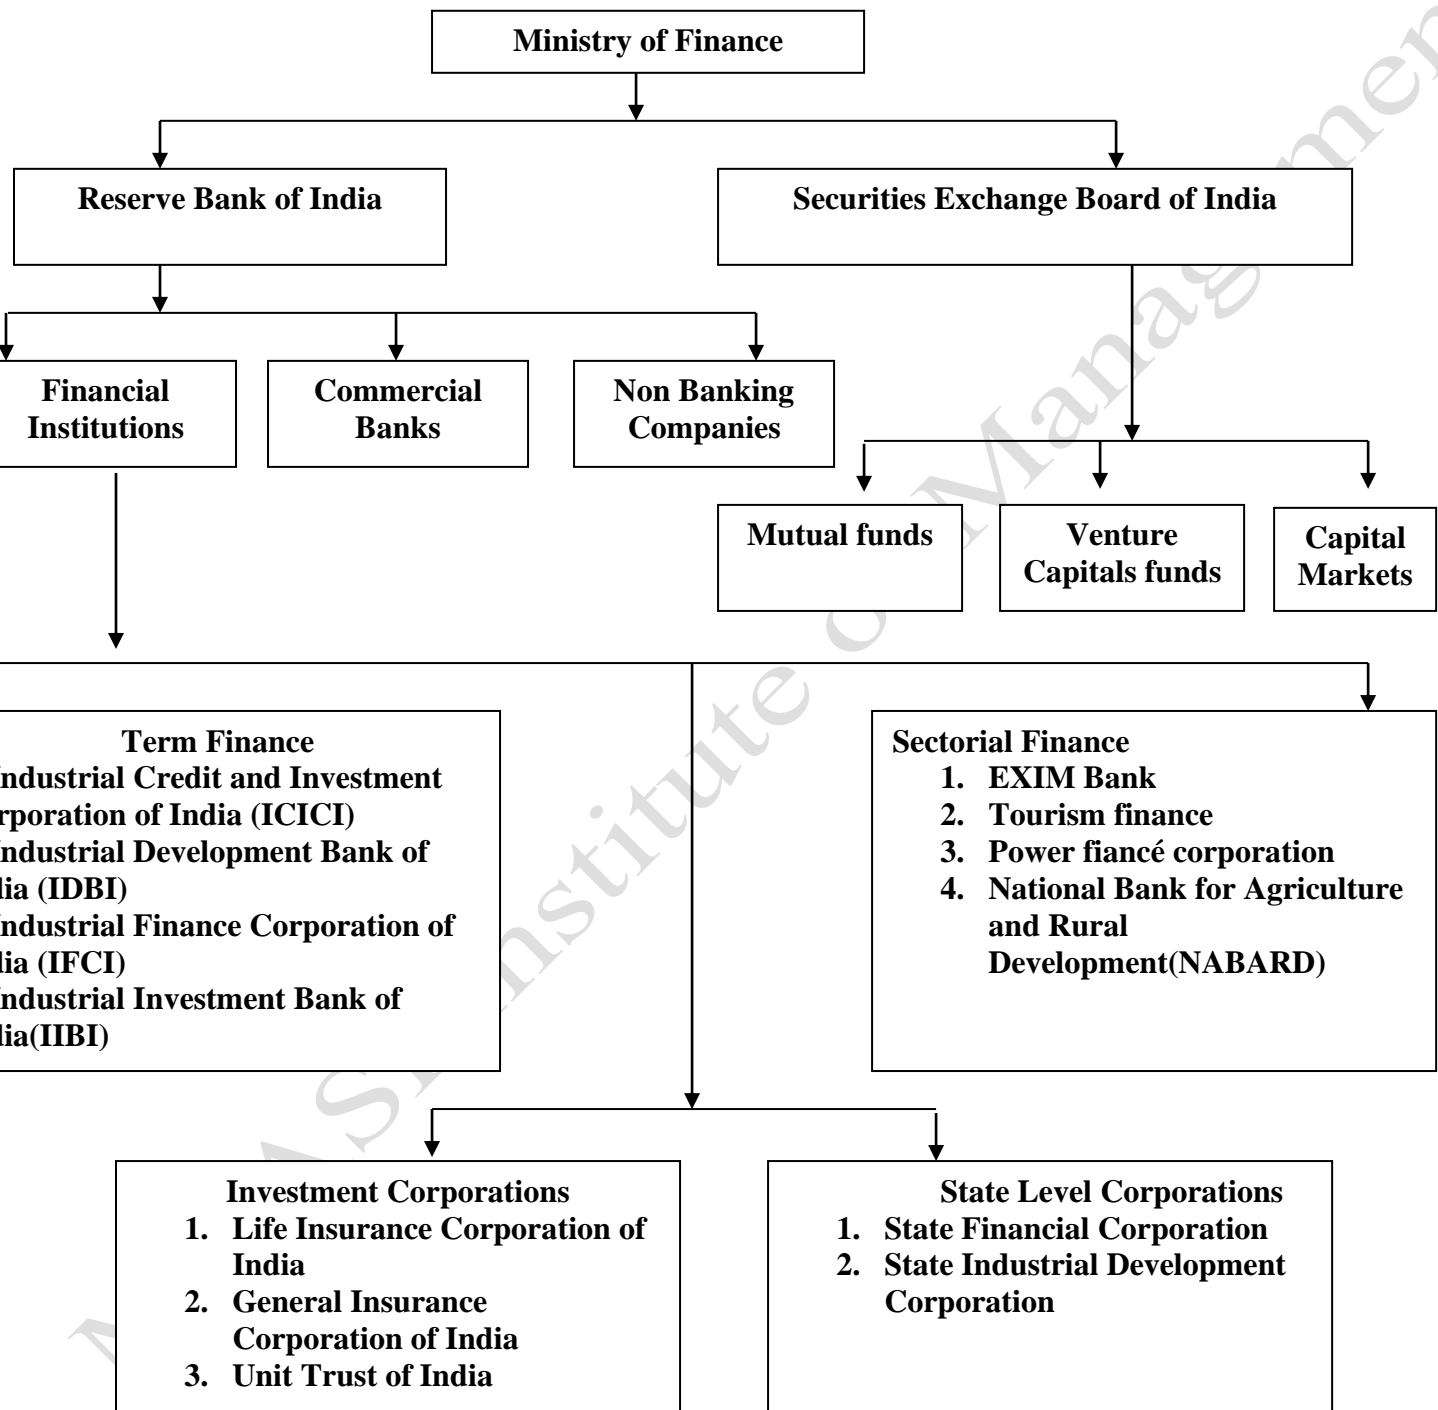 Ministry of Finance
Reserve Bank of India
Securities Exchange Board of India
Financial
Institutions
Commercial
Banks
Non Banking
Companies
Mutual funds
Venture
Capitals funds
Capital
Markets
Term Finance
Industrial Credit and Investment
rporation of India (ICICI)
Industrial Development Bank of
dia (IDBI)
Industrial Finance Corporation of
dia (IFCI)
Industrial Investment Bank of
dia(IIBI)
Sectorial Finance
1. EXIM Bank
2. Tourism finance
3. Power fiancé corporation
4. National Bank for Agriculture
and Rural
Development(NABARD)
Investment Corporations
1. Life Insurance Corporation of
India
2. General Insurance
Corporation of India
3. Unit Trust of India
State Level Corporations
1. State Financial Corporation
2. State Industrial Development
Corporation